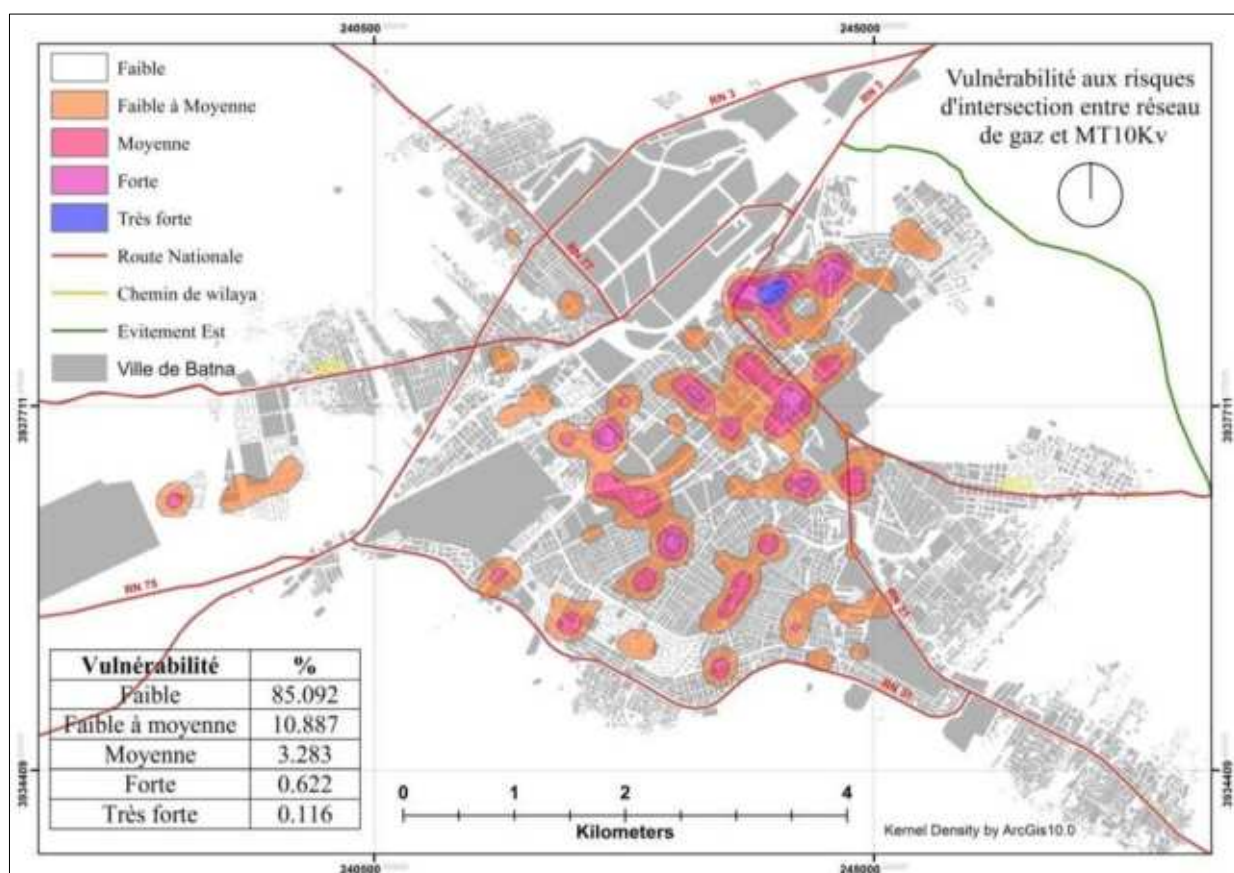 240500
245000
Faible
Faible à Moyenne
Moyenne
Forte
Très forte
Route Nationale
Chemin de wilaya
Evitement Est
Ville de Batna
Vulnérabilité aux risques
d'intersection entre réseau
de gaz et MT10Kv
RN 3
RN 3
RN 77
3937711
3937711
RN 78
RN 31
RN 31
3934409
3934409
Vulnérabilité %
Faible 85.092
Faible à moyenne 10.887
Moyenne 3.283
Forte 0.622
Très forte 0.116
0 1 2 4
Kilometers
Kernel Density by ArcGis10.0
240500
245000